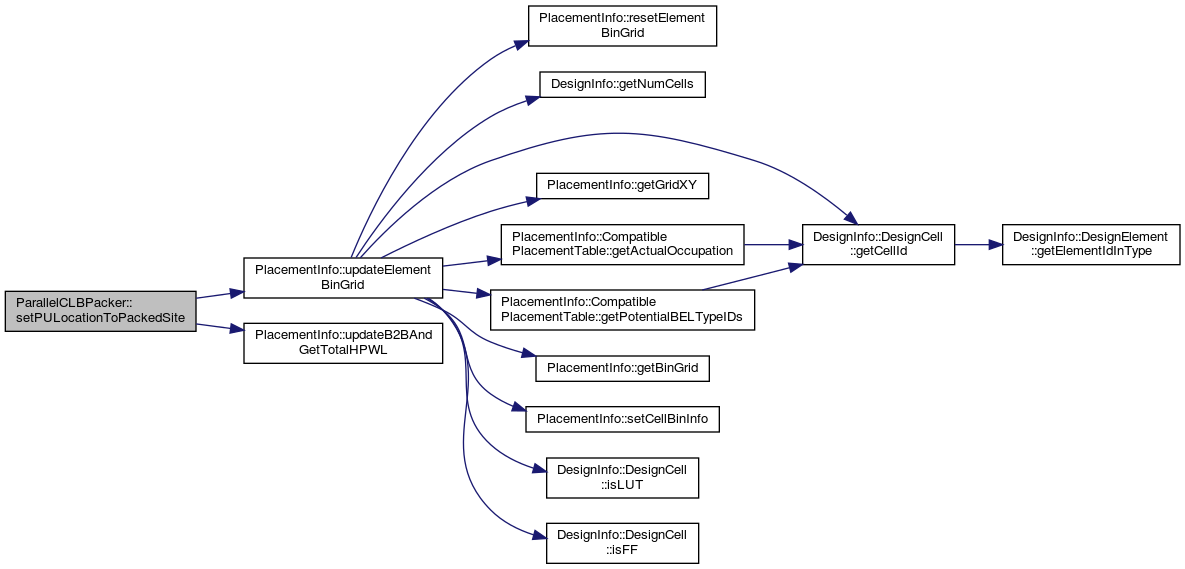 ParallelCLBPacker::
setPULocationToPackedSite
PlacementInfo::updateElement
BinGrid
PlacementInfo::updateB2BAnd
GetTotalHPWL
PlacementInfo::resetElement
BinGrid
DesignInfo::getNumCells
PlacementInfo::getGridXY
PlacementInfo::Compatible
PlacementTable::getActualOccupation
PlacementInfo::Compatible
PlacementTable::getPotentialBELTypeIDs
PlacementInfo::getBinGrid
PlacementInfo::setCellBinInfo
DesignInfo::DesignCell
::isLUT
DesignInfo::DesignCell
::isFF
DesignInfo::DesignCell
::getCellId
DesignInfo::DesignElement
::getElementIdInType